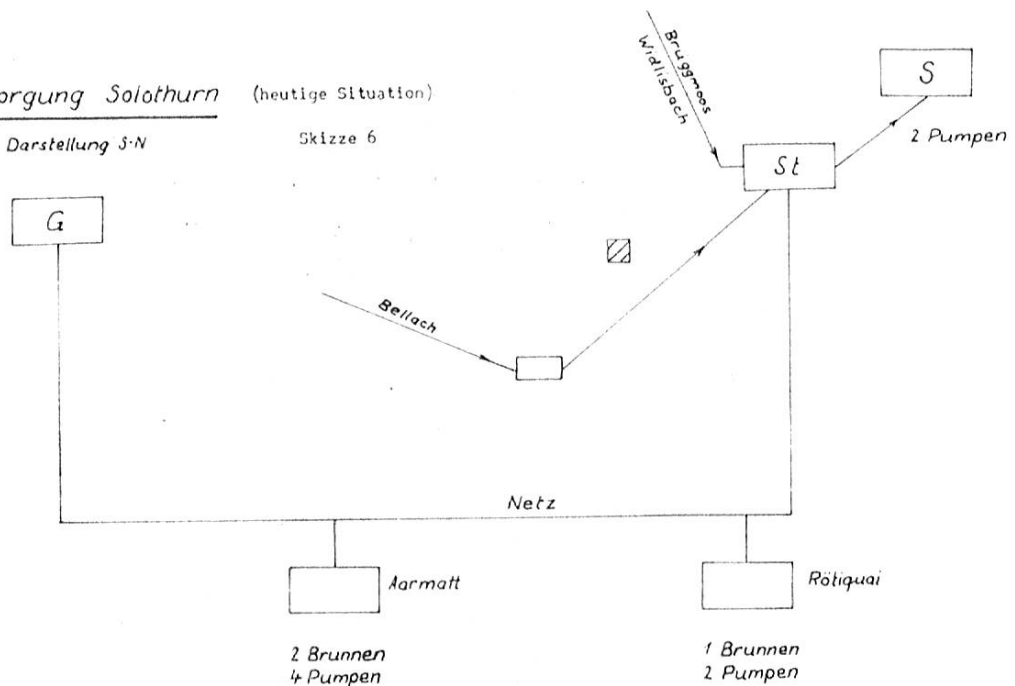 orgung Solothurn (heutige Situation)
Darstellung S-N
Skizze 6
Brüggmoos
Widlisbach
S
2 Pumpen
St
G
Bellach
Netz
Aarmatt
Rötiquai
2 Brunnen
4 Pumpen
1 Brunnen
2 Pumpen